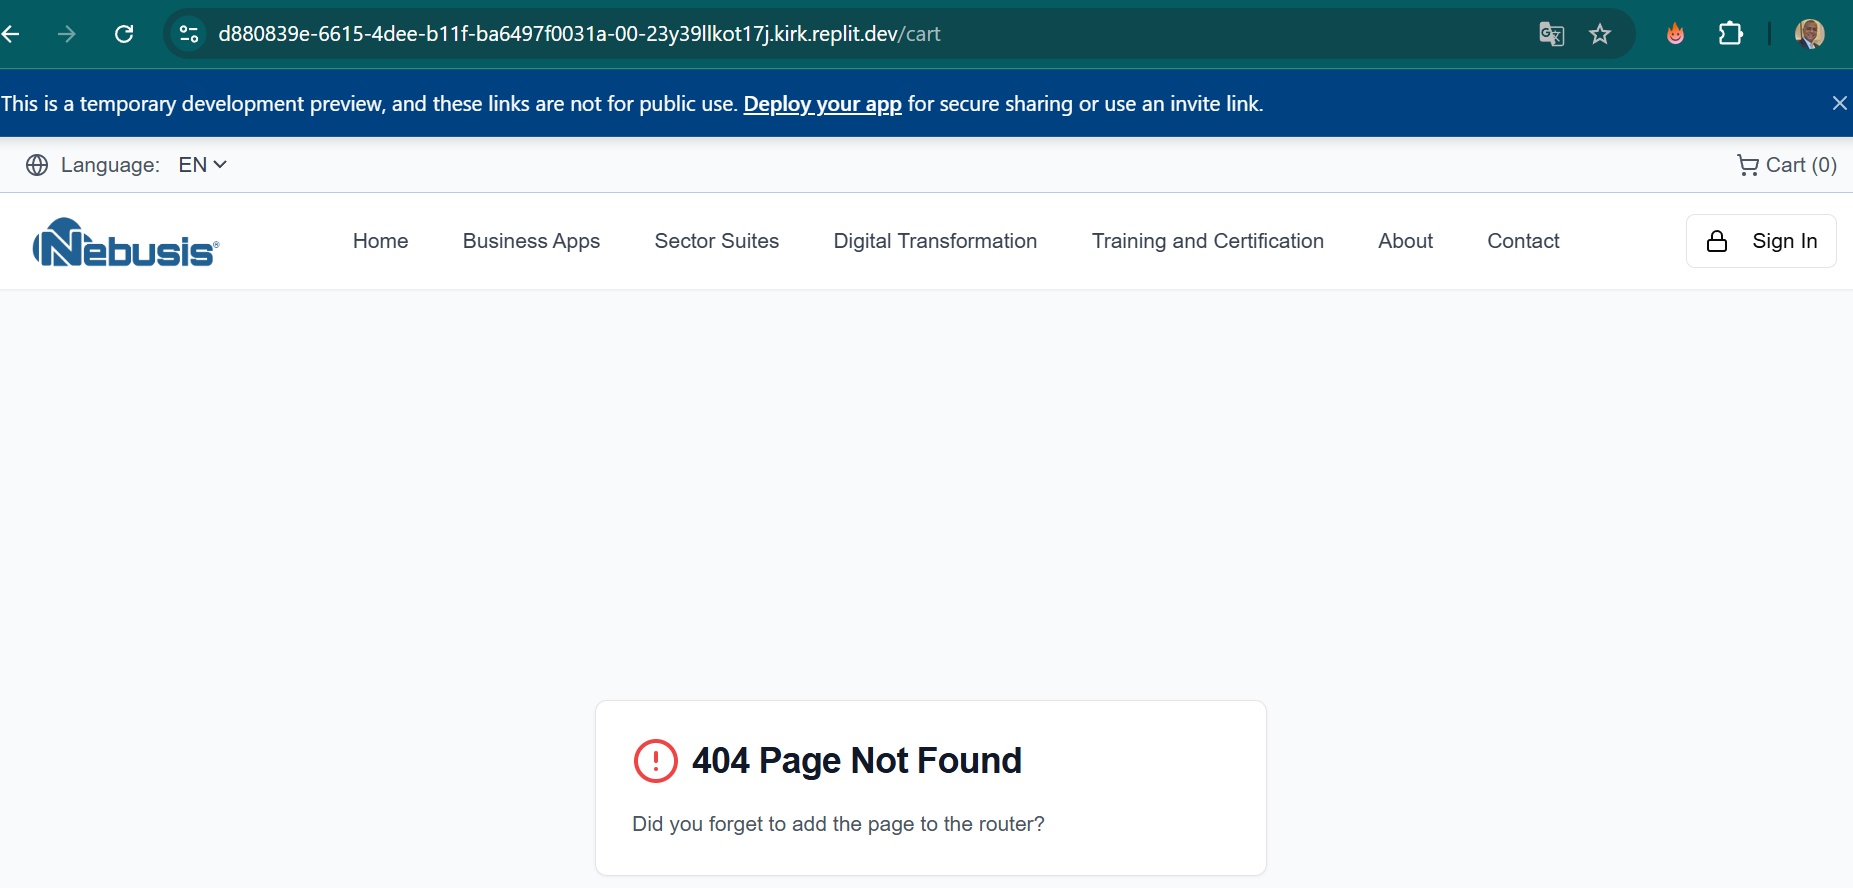 d880839e-6615-4dee-b11f-ba6497f0031a-00-23y39llkot17j.kirk.replit.dev/cart
This is a temporary development preview, and these links are not for public use. Deploy your app for secure sharing or use an invite link.
Language: EN
Cart (0)
Nebusis®
Home
Business Apps
Sector Suites
Digital Transformation
Training and Certification
About
Contact
Sign In
404 Page Not Found
Did you forget to add the page to the router?